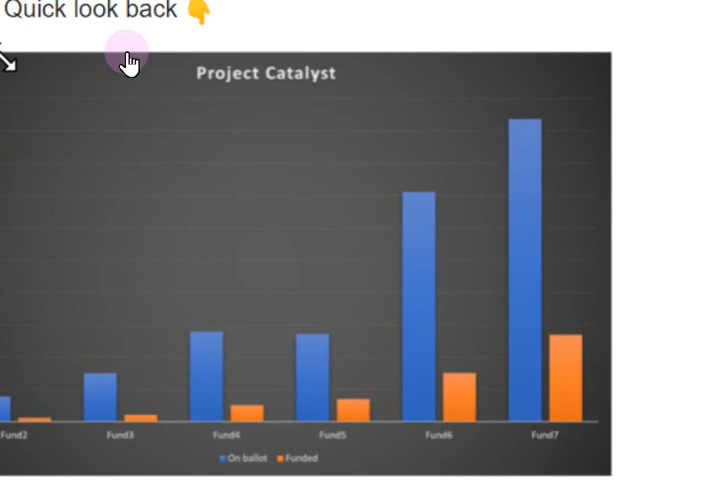 Quick look back 👇
Project Catalyst
Fund2 Fund3 Fund4 Fund5 Fund6 Fund7
On ballot Funded